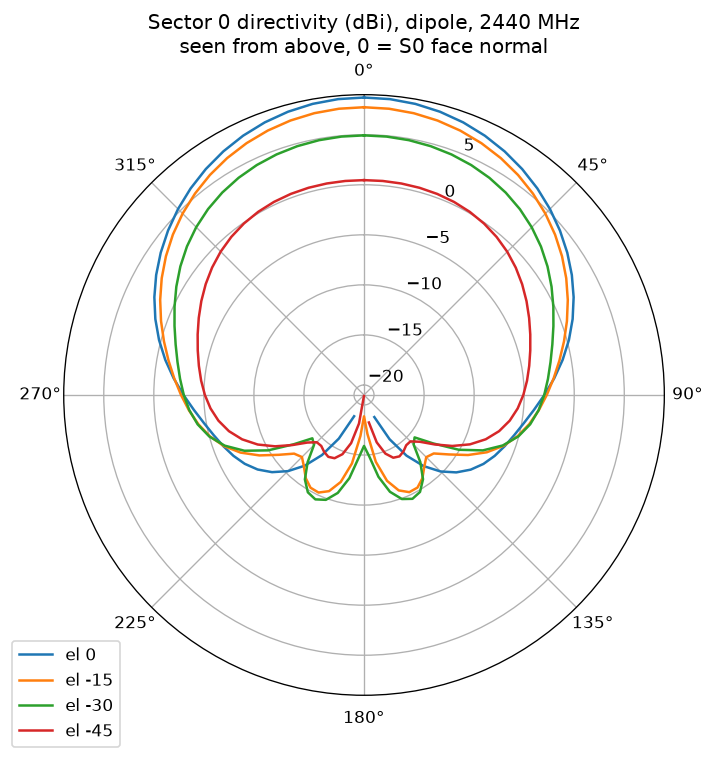 Sector 0 directivity (dBi), dipole, 2440 MHz
seen from above, 0 = S0 face normal
0°
315°
45°
5
0
−5
−10
−15
−20
270°
90°
225°
135°
180°
el 0
el -15
el -30
el -45